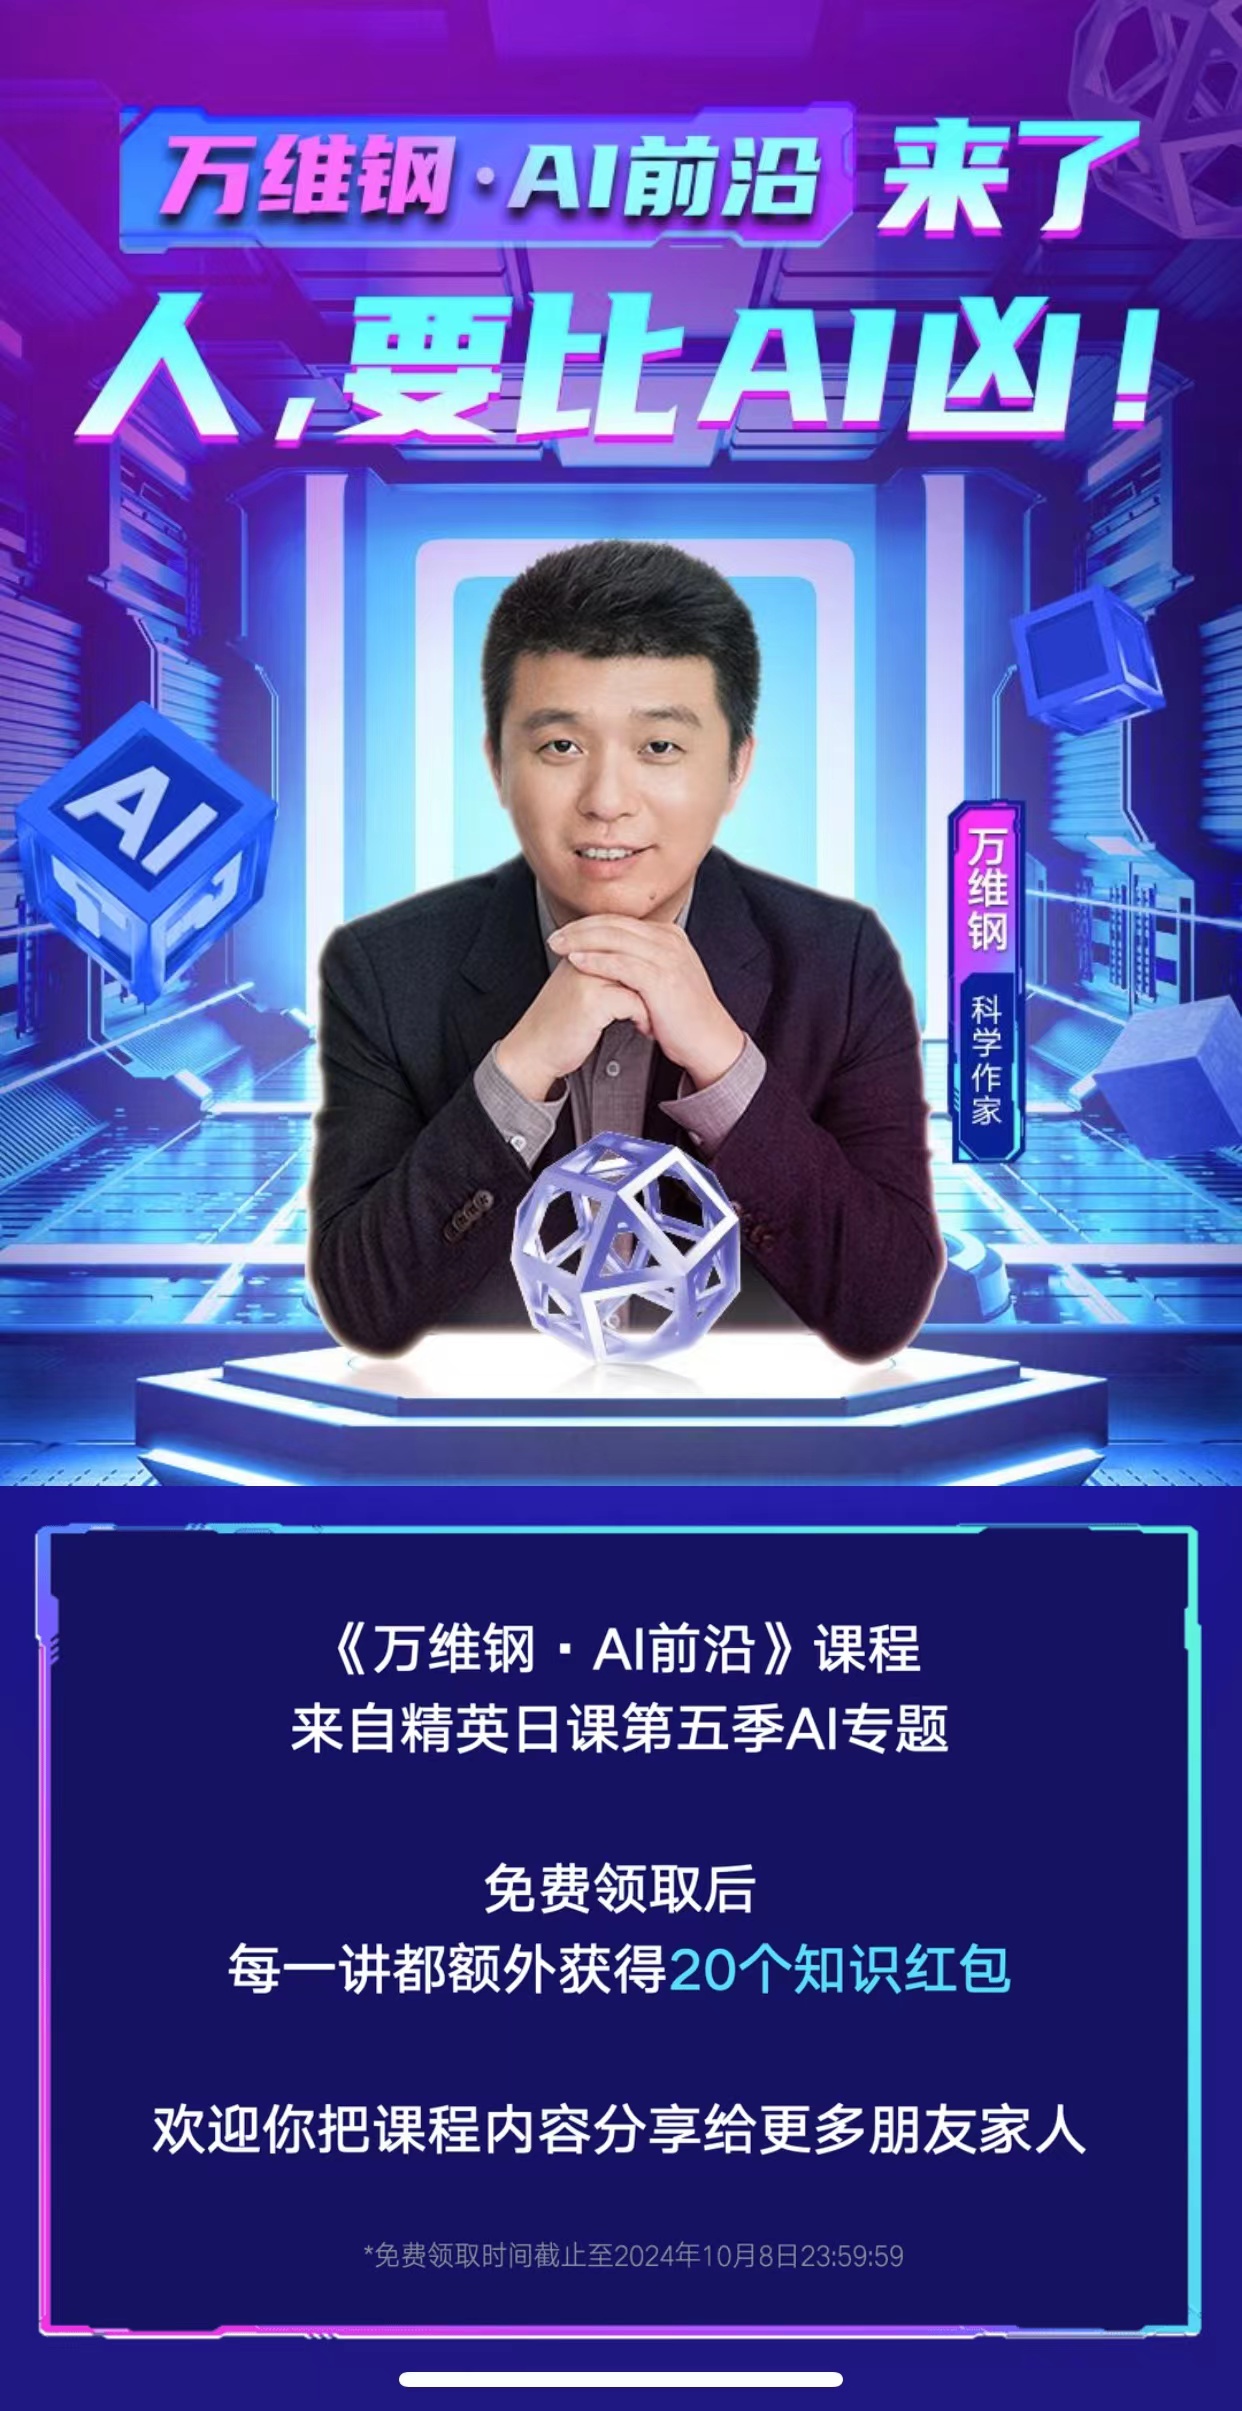 万维钢·AI前沿 来了
人,要比AI凶!
AI
万维钢
科学作家
《万维钢·AI前沿》课程
来自精英日课第五季AI专题
免费领取后
每一讲都额外获得20个知识红包
欢迎你把课程内容分享给更多朋友家人
*免费领取时间截止至2024年10月8日23:59:59